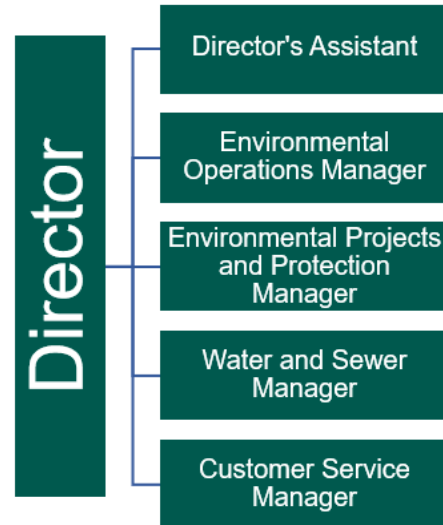 Director
Director's Assistant
Environmental
Operations Manager
Environmental Projects
and Protection
Manager
Water and Sewer
Manager
Customer Service
Manager